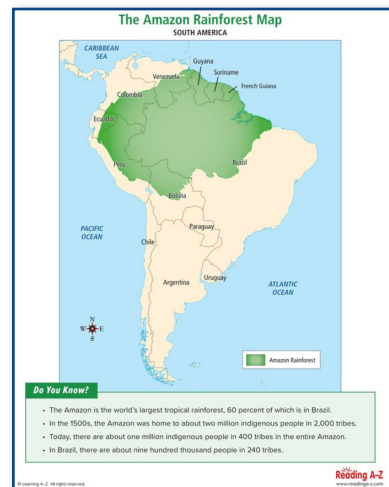 The Amazon Rainforest Map
SOUTH AMERICA
CARIBBEAN
SEA
Guyana
Venezuela
Suriname
Colombia
French Guiana
Ecuador
Peru
Brazil
Bolivia
PACIFIC
OCEAN
Paraguay
Chile
Argentina
Uruguay
ATLANTIC
OCEAN
N
W E
S
Amazon Rainforest
Do You Know?
• The Amazon is the world's largest tropical rainforest, 60 percent of which is in Brazil.
• In the 1500s, the Amazon was home to about two million indigenous people in 2,000 tribes.
• Today, there are about one million indigenous people in 400 tribes in the entire Amazon.
• In Brazil, there are about nine hundred thousand people in 240 tribes.
© Learning A–Z All rights reserved.
Reading A-Z
www.readinga-z.com